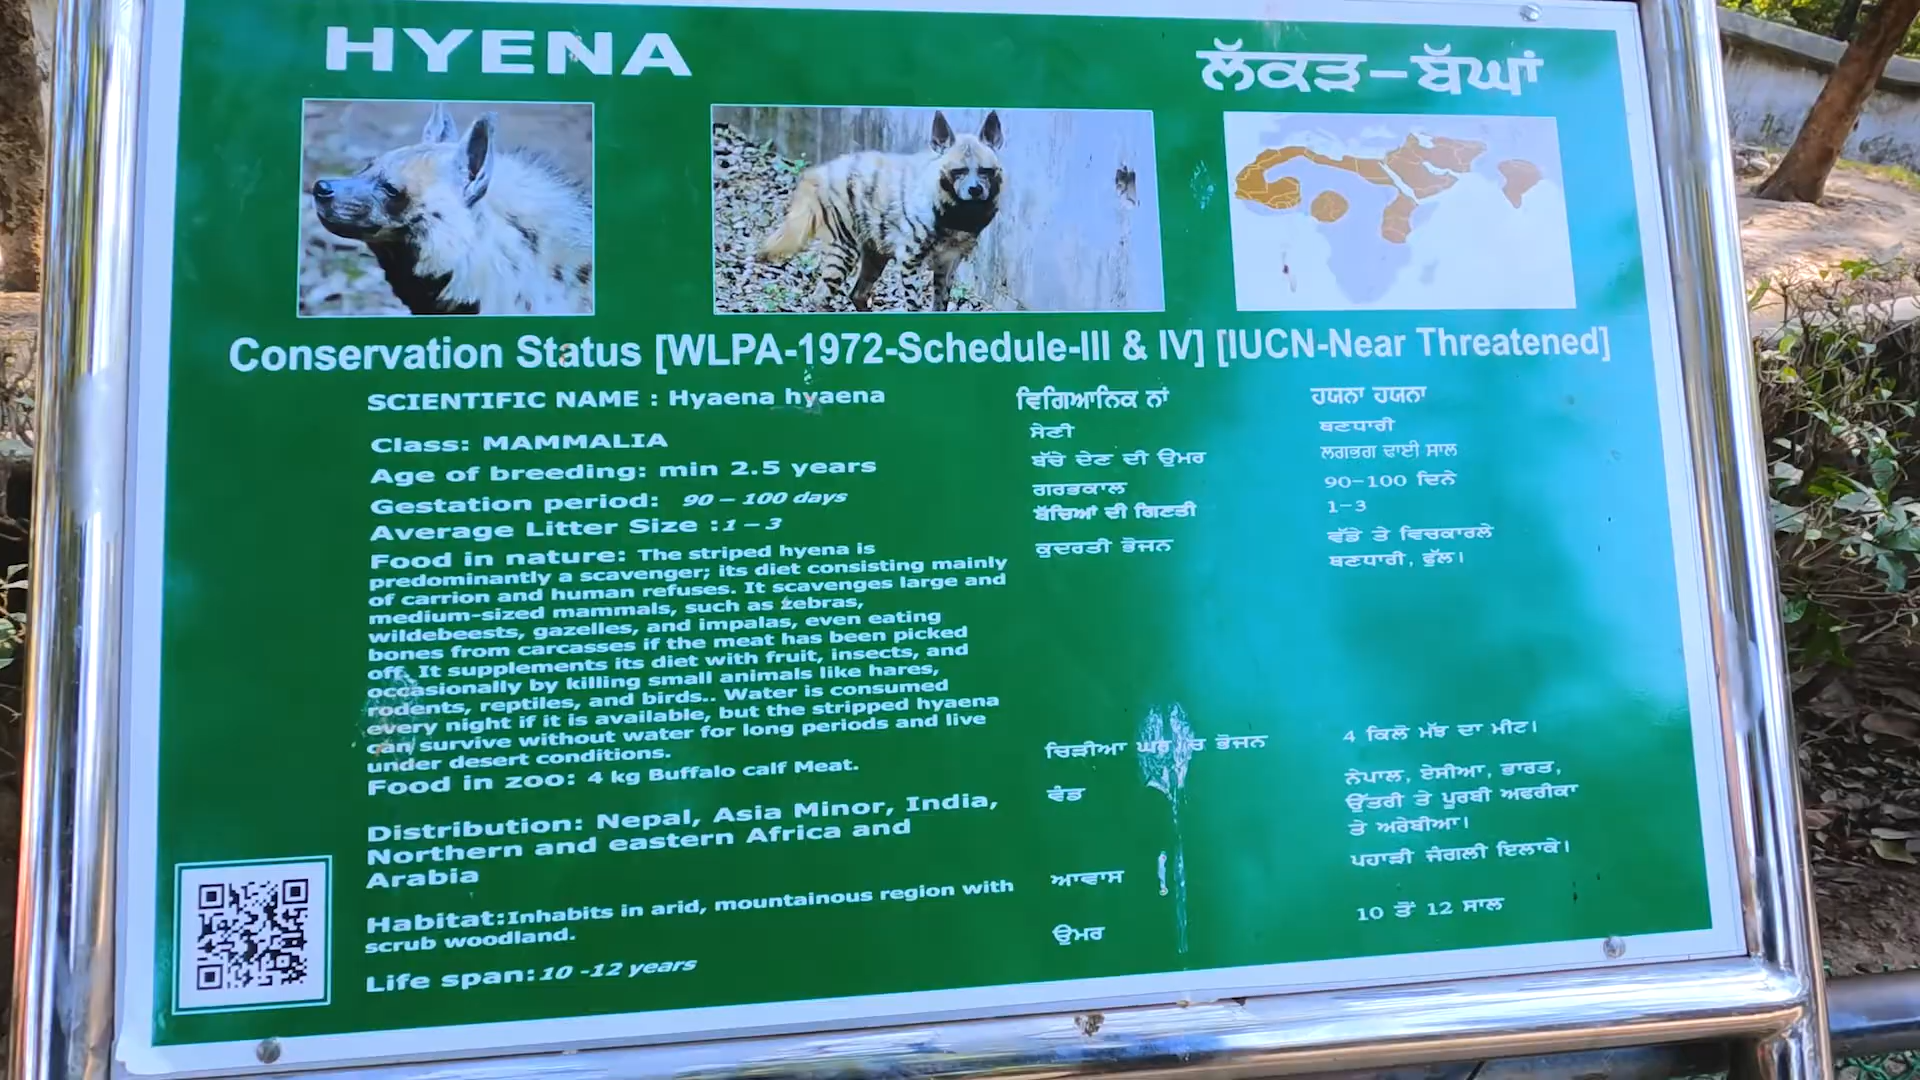 HYENA
ਲੱਕੜ-ਬੱਘਾਂ
Conservation Status [WLPA-1972-Schedule-III & IV] [IUCN-Near Threatened]
SCIENTIFIC NAME : Hyaena hyaena
Class: MAMMALIA
Age of breeding: min 2.5 years
Gestation period: 90 – 100 days
Average Litter Size :1 – 3
Food in nature: The striped hyena is
predominantly a scavenger; its diet consisting mainly
of carrion and human refuses. It scavenges large and
medium-sized mammals, such as zebras,
wildebeests, gazelles, and impalas, even eating
bones from carcasses if the meat has been picked
off. It supplements its diet with fruit, insects, and
occasionally by killing small animals like hares,
rodents, reptiles, and birds.. Water is consumed
every night if it is available, but the stripped hyaena
can survive without water for long periods and live
under desert conditions.
Food in zoo: 4 kg Buffalo calf Meat.
Distribution: Nepal, Asia Minor, India,
Northern and eastern Africa and
Arabia
Habitat:Inhabits in arid, mountainous region with
scrub woodland.
Life span:10 -12 years
ਵਿਗਿਆਨਿਕ ਨਾਂ ਹਯਨਾ ਹਯਨਾ
ਸੇਣੀ ਥਣਧਾਰੀ
ਬੱਚੇ ਦੇਣ ਦੀ ਉਮਰ ਲਗਭਗ ਢਾਈ ਸਾਲ
ਗਰਭਕਾਲ 90-100 ਦਿਨੇ
ਬੱਚਿਆਂ ਦੀ ਗਿਣਤੀ 1-3
ਕੁਦਰਤੀ ਭੋਜਨ ਵੱਡੇ ਤੇ ਵਿਚਕਾਰਲੇ
ਥਣਧਾਰੀ, ਫੁੱਲ।
ਚਿੜੀਆ ਘਰ ਚ ਭੋਜਨ 4 ਕਿਲੋ ਮੱਝ ਦਾ ਮੀਟ।
ਵੰਡ ਨੇਪਾਲ, ਏਸੀਆ, ਭਾਰਤ,
ਉੱਤਰੀ ਤੇ ਪੂਰਬੀ ਅਫਰੀਕਾ
ਤੇ ਅਰੇਬੀਆ।
ਆਵਾਸ ਪਹਾੜੀ ਜੰਗਲੀ ਇਲਾਕੇ।
ਉਮਰ 10 ਤੋਂ 12 ਸਾਲ